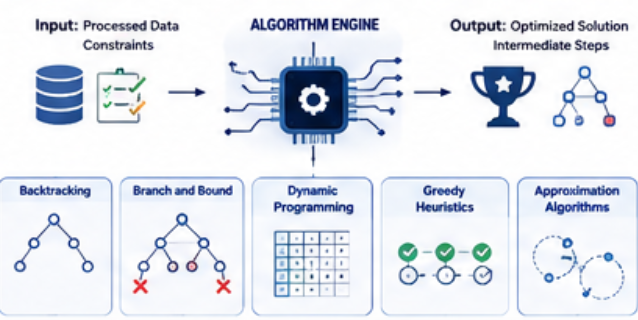 Input: Processed Data
Constraints
ALGORITHM ENGINE
Output: Optimized Solution
Intermediate Steps
Backtracking
Branch and Bound
Dynamic
Programming
Greedy
Heuristics
Approximation
Algorithms